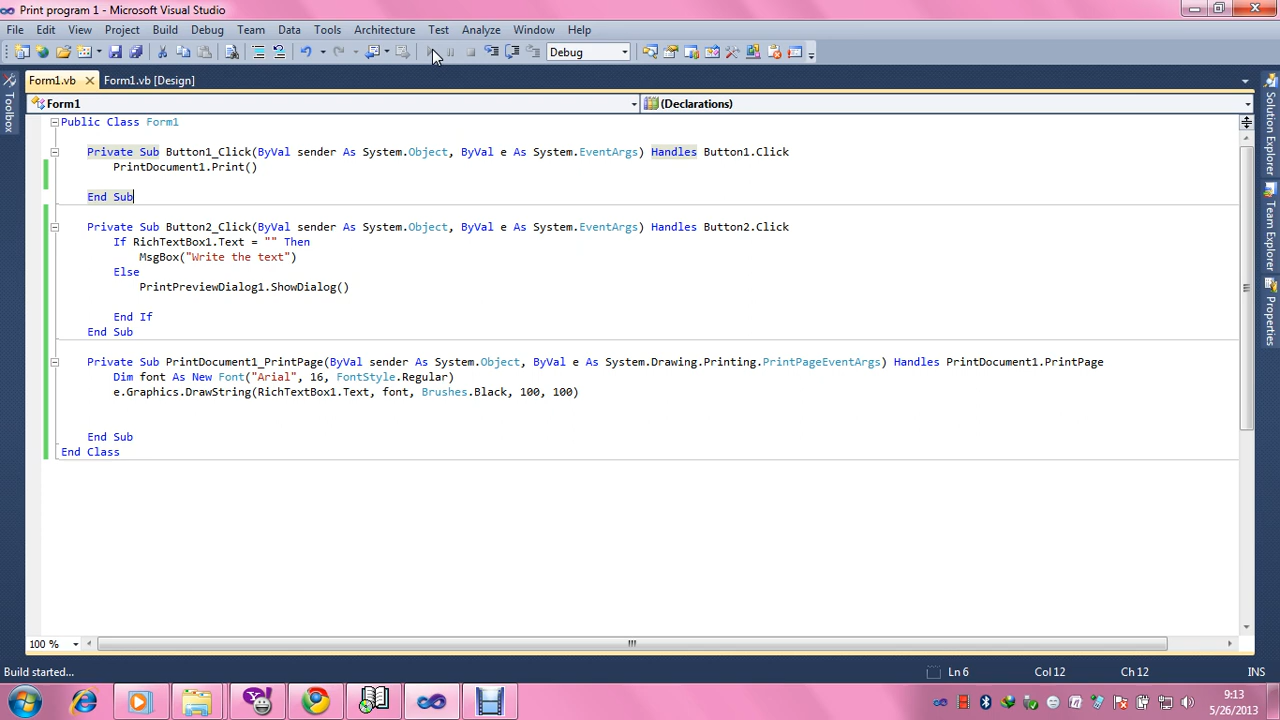 Print program 1 - Microsoft Visual Studio
File Edit View Project Build Debug Team Data Tools Architecture Test Analyze Window Help
Debug
Form1.vb Form1.vb [Design]
Form1 (Declarations)
Public Class Form1
Private Sub Button1_Click(ByVal sender As System.Object, ByVal e As System.EventArgs) Handles Button1.Click
PrintDocument1.Print()
End Sub
Private Sub Button2_Click(ByVal sender As System.Object, ByVal e As System.EventArgs) Handles Button2.Click
If RichTextBox1.Text = "" Then
MsgBox("Write the text")
Else
PrintPreviewDialog1.ShowDialog()
End If
End Sub
Private Sub PrintDocument1_PrintPage(ByVal sender As System.Object, ByVal e As System.Drawing.Printing.PrintPageEventArgs) Handles PrintDocument1.PrintPage
Dim font As New Font("Arial", 16, FontStyle.Regular)
e.Graphics.DrawString(RichTextBox1.Text, font, Brushes.Black, 100, 100)
End Sub
End Class
Toolbox
Solution Explorer
Team Explorer
Properties
100 %
Build started... Ln 6 Col 12 Ch 12 INS
9:13
5/26/2013